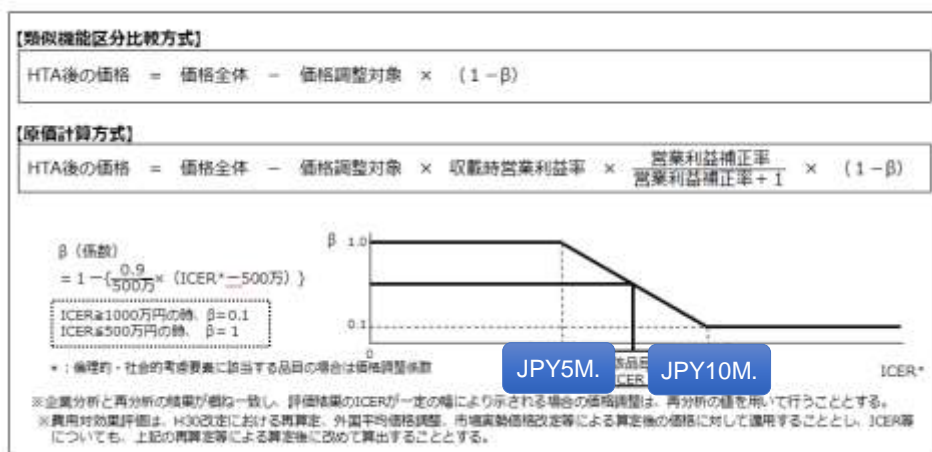 【類似機能区分比較方式】
HTA後の価格 = 価格全体 － 価格調整対象 × （1－β）
【原価計算方式】
HTA後の価格 = 価格全体 － 価格調整対象 × 収載時営業利益率 × 営業利益補正率/営業利益補正率+1 × （1－β）
β（係数）
= 1－{0.9/500万×（ICER*－500万）}
ICER≧1000万円の時、β=0.1
ICER≦500万円の時、β=1
*：倫理的・社会的考慮要素に該当する品目の場合は価格調整係数
β 1.0
0.1
0
JPY5M.
品目
ICER
JPY10M.
ICER*
※企業分析と再分析の結果が概ね一致し、評価結果のICERが一定の幅により示される場合の価格調整は、再分析の値を用いて行うこととする。
※費用対効果評価は、H30改定における再算定、外国平均価格調整、市場実勢価格改定等による算定後の価格に対して適用することとし、ICER等
についても、上記の再算定等による算定後に改めて算出することとする。